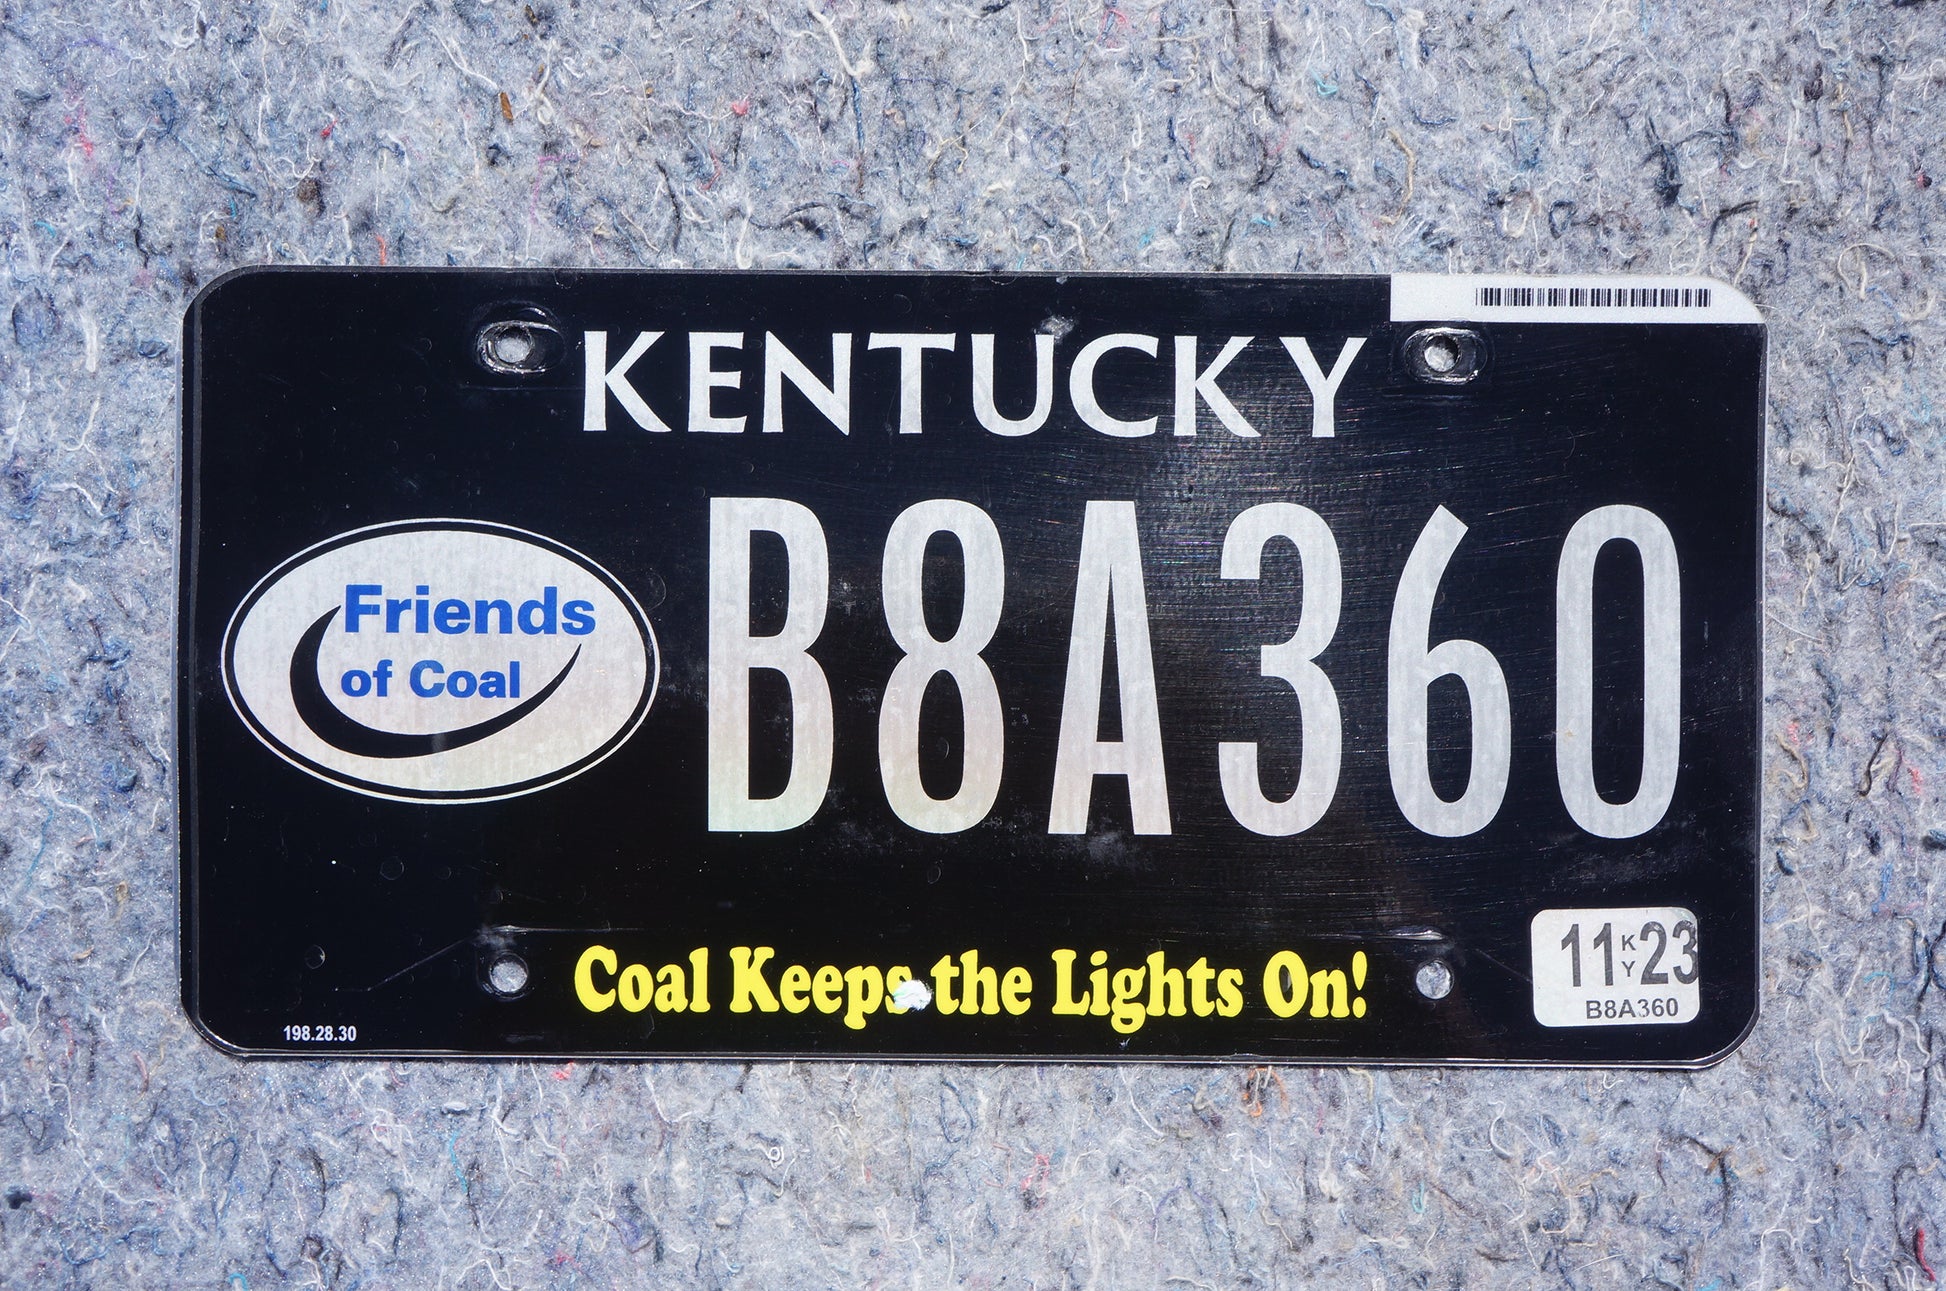 KENTUCKY
Friends
of Coal
B8A360
Coal Keeps the Lights On!
11 KY 23
B8A360
198.28.30